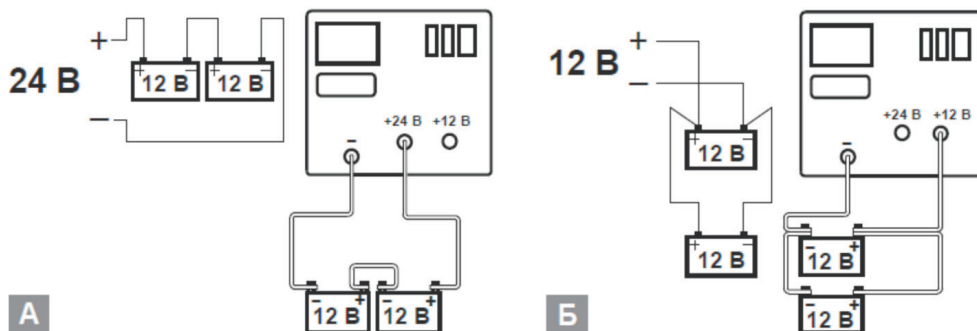 +
24 В
–
+ 12 В –
+ 12 В –
–
+24 В
+12 В
– 12 В +
– 12 В +
А
+
12 В
–
+ 12 В –
+ 12 В –
–
+24 В
+12 В
– 12 В +
– 12 В +
Б